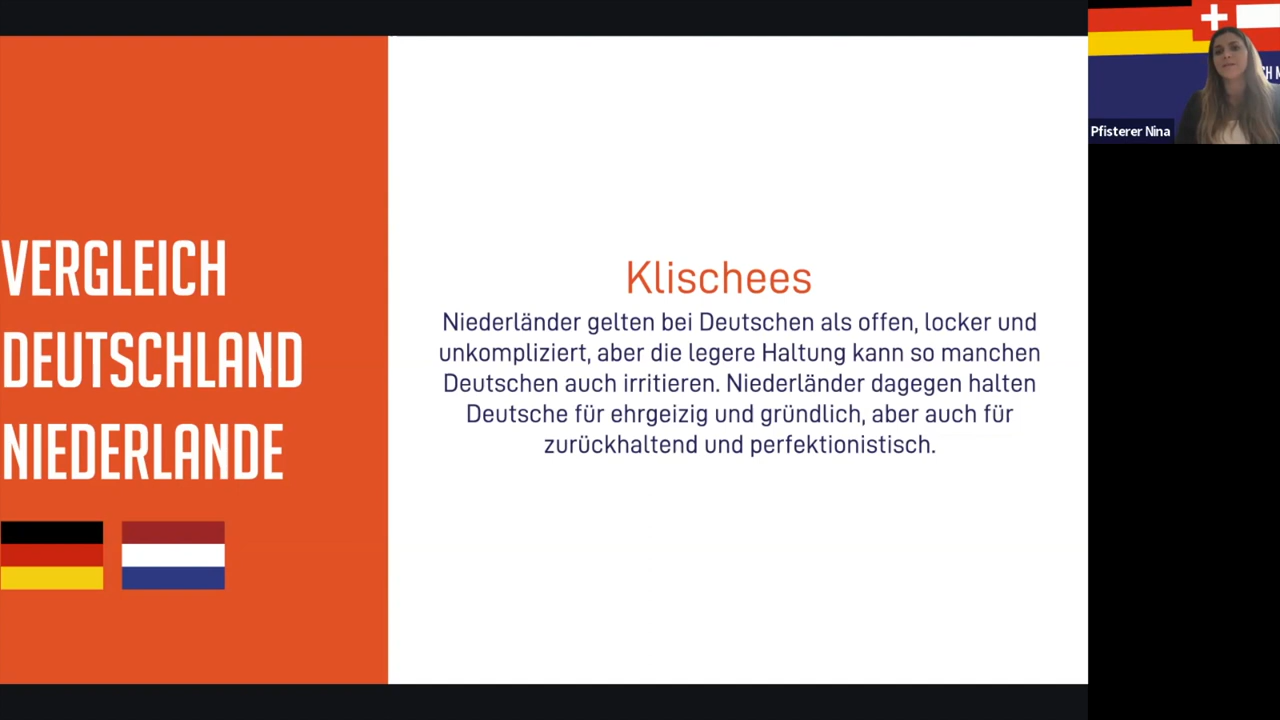 VERGLEICH
DEUTSCHLAND
NIEDERLANDE
Klischees
Niederländer gelten bei Deutschen als offen, locker und
unkompliziert, aber die legere Haltung kann so manchen
Deutschen auch irritieren. Niederländer dagegen halten
Deutsche für ehrgeizig und gründlich, aber auch für
zurückhaltend und perfektionistisch.
Pfisterer Nina